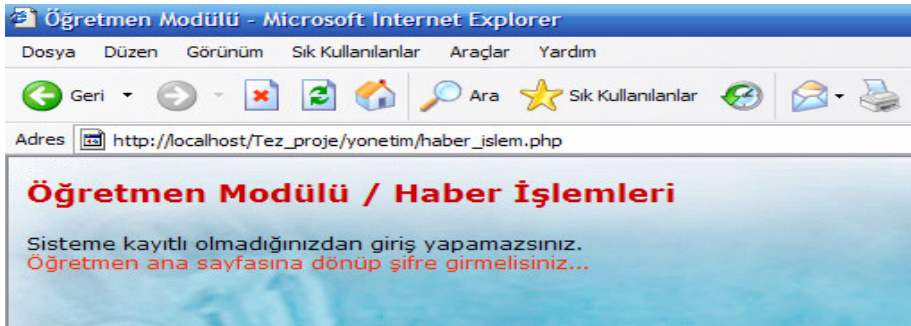 Öğretmen Modülü - Microsoft Internet Explorer
Dosya Düzen Görünüm Sık Kullanılanlar Araçlar Yardım
Geri Ara Sık Kullanılanlar
Adres http://localhost/Tez_proje/yonetim/haber_islem.php
Öğretmen Modülü / Haber İşlemleri
Sisteme kayıtlı olmadığınızdan giriş yapamazsınız.
Öğretmen ana sayfasına dönüp şifre girmelisiniz...